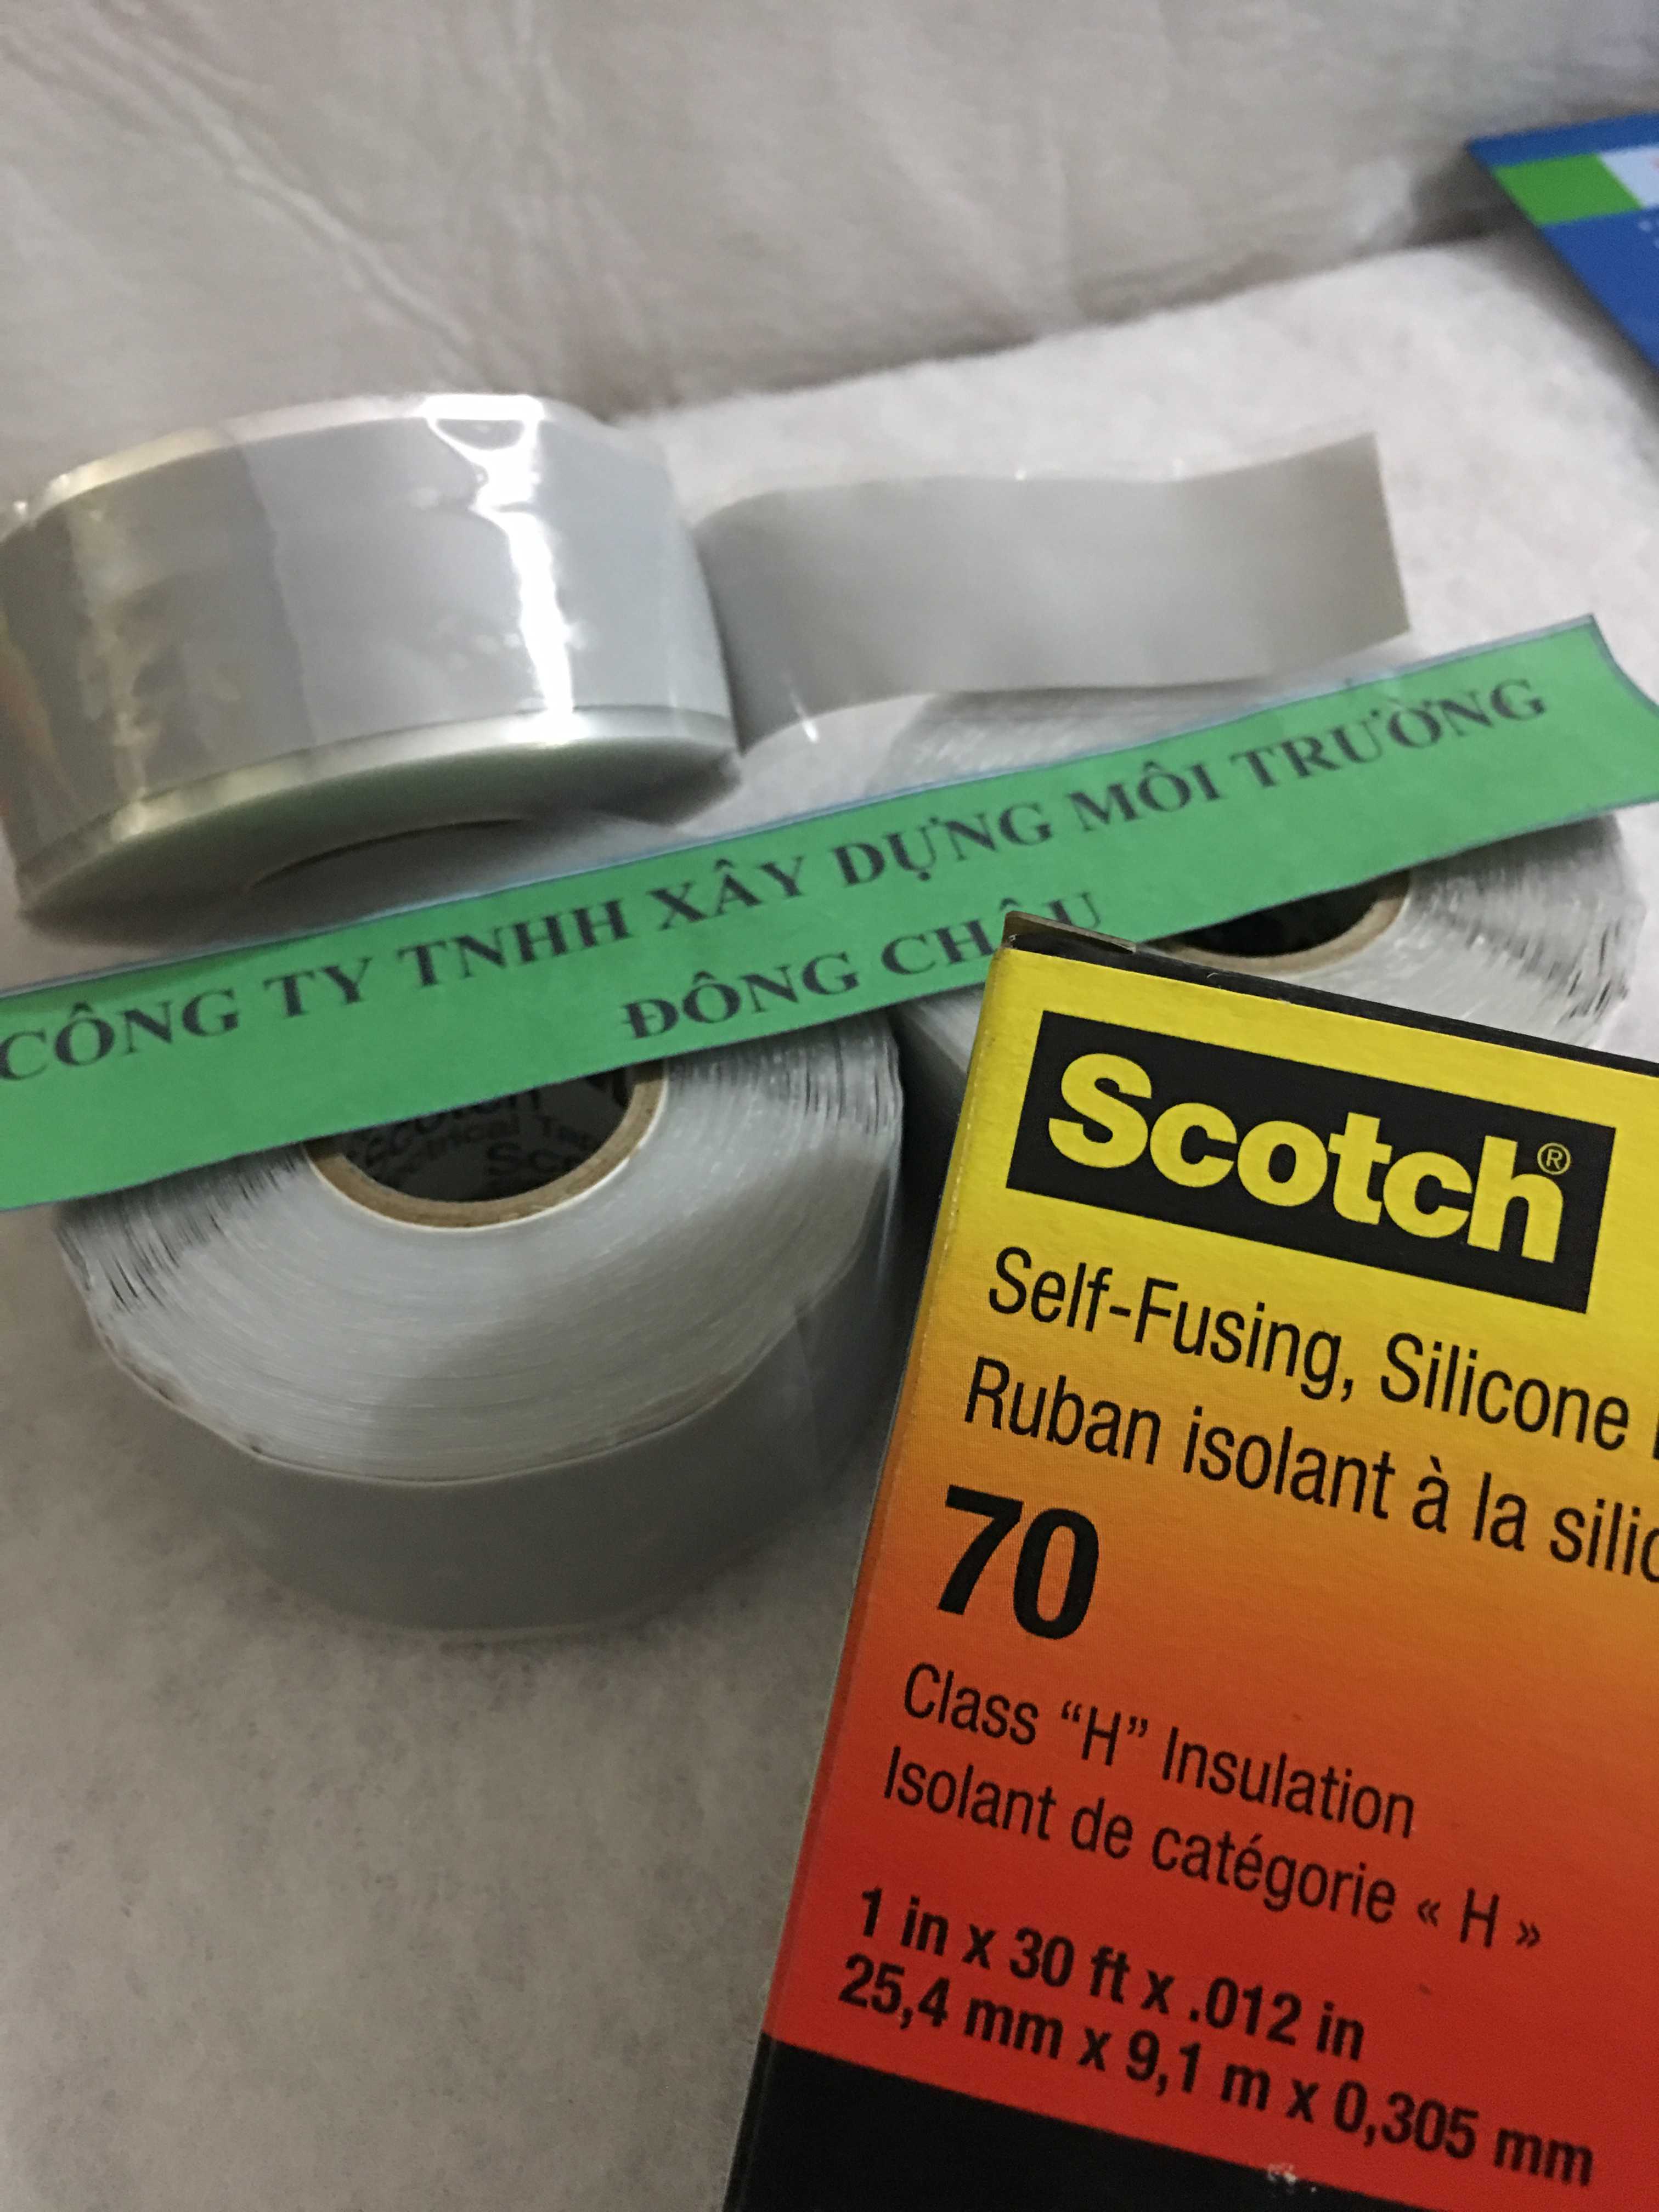 CÔNG TY TNHH XÂY DỰNG MÔI TRƯỜNG
ĐÔNG CHÂU
Scotch®
Self-Fusing, Silicone
Ruban isolant à la
70
Class “H” Insulation
Isolant de catégorie « H »
1 in x 30 ft x .012 in
25,4 mm x 9,1 m x 0,305 mm